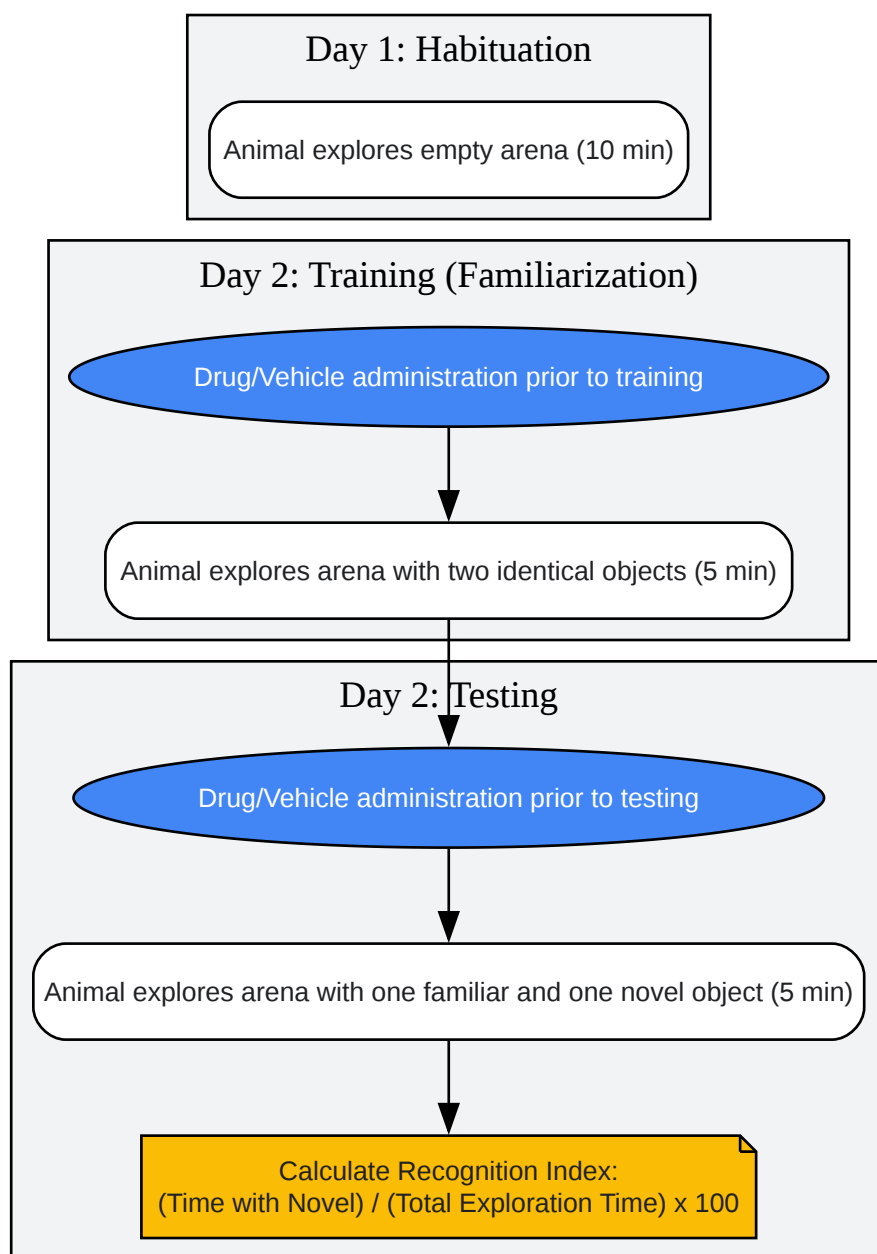 Day 1: Habituation
Animal explores empty arena (10 min)
Day 2: Training (Familiarization)
Drug/Vehicle administration prior to training
Animal explores arena with two identical objects (5 min)
Day 2: Testing
Drug/Vehicle administration prior to testing
Animal explores arena with one familiar and one novel object (5 min)
Calculate Recognition Index:
(Time with Novel) / (Total Exploration Time) x 100